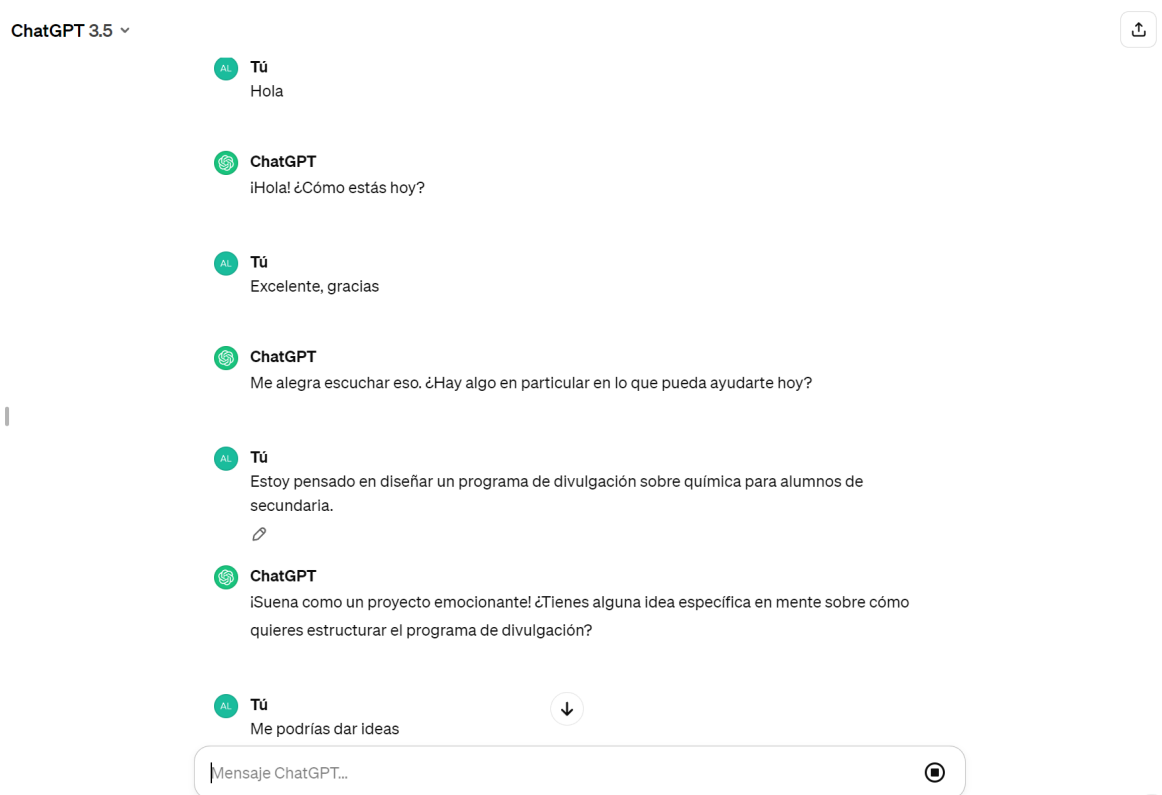 ChatGPT 3.5
AL
Tú
Hola
ChatGPT
¡Hola! ¿Cómo estás hoy?
AL
Tú
Excelente, gracias
ChatGPT
Me alegra escuchar eso. ¿Hay algo en particular en lo que pueda ayudarte hoy?
AL
Tú
Estoy pensado en diseñar un programa de divulgación sobre química para alumnos de
secundaria.
ChatGPT
¡Suena como un proyecto emocionante! ¿Tienes alguna idea específica en mente sobre cómo
quieres estructurar el programa de divulgación?
AL
Tú
Me podrías dar ideas
Mensaje ChatGPT...